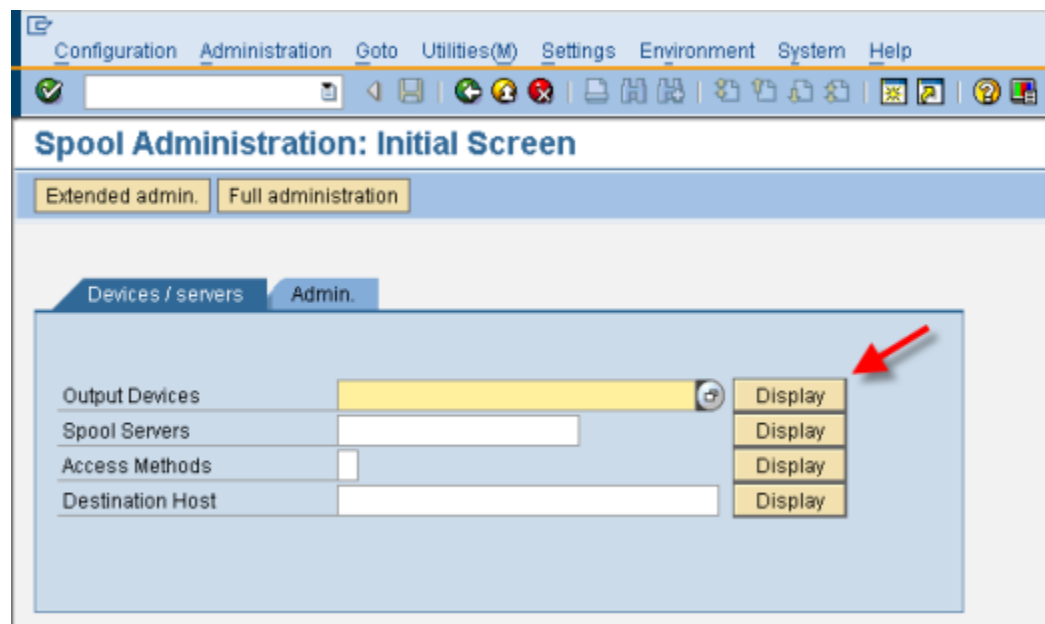 Configuration Administration Goto Utilities(M) Settings Environment System Help
Spool Administration: Initial Screen
Extended admin. Full administration
Devices / servers Admin.
Output Devices Display
Spool Servers Display
Access Methods Display
Destination Host Display